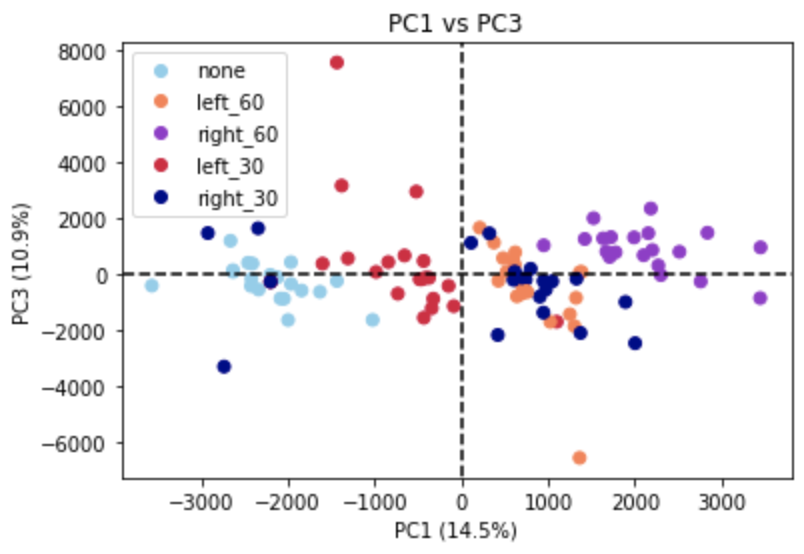 PC1 vs PC3
8000
6000
4000
2000
0
−2000
−4000
−6000
PC3 (10.9%)
none
left_60
right_60
left_30
right_30
−3000 −2000 −1000 0 1000 2000 3000
PC1 (14.5%)